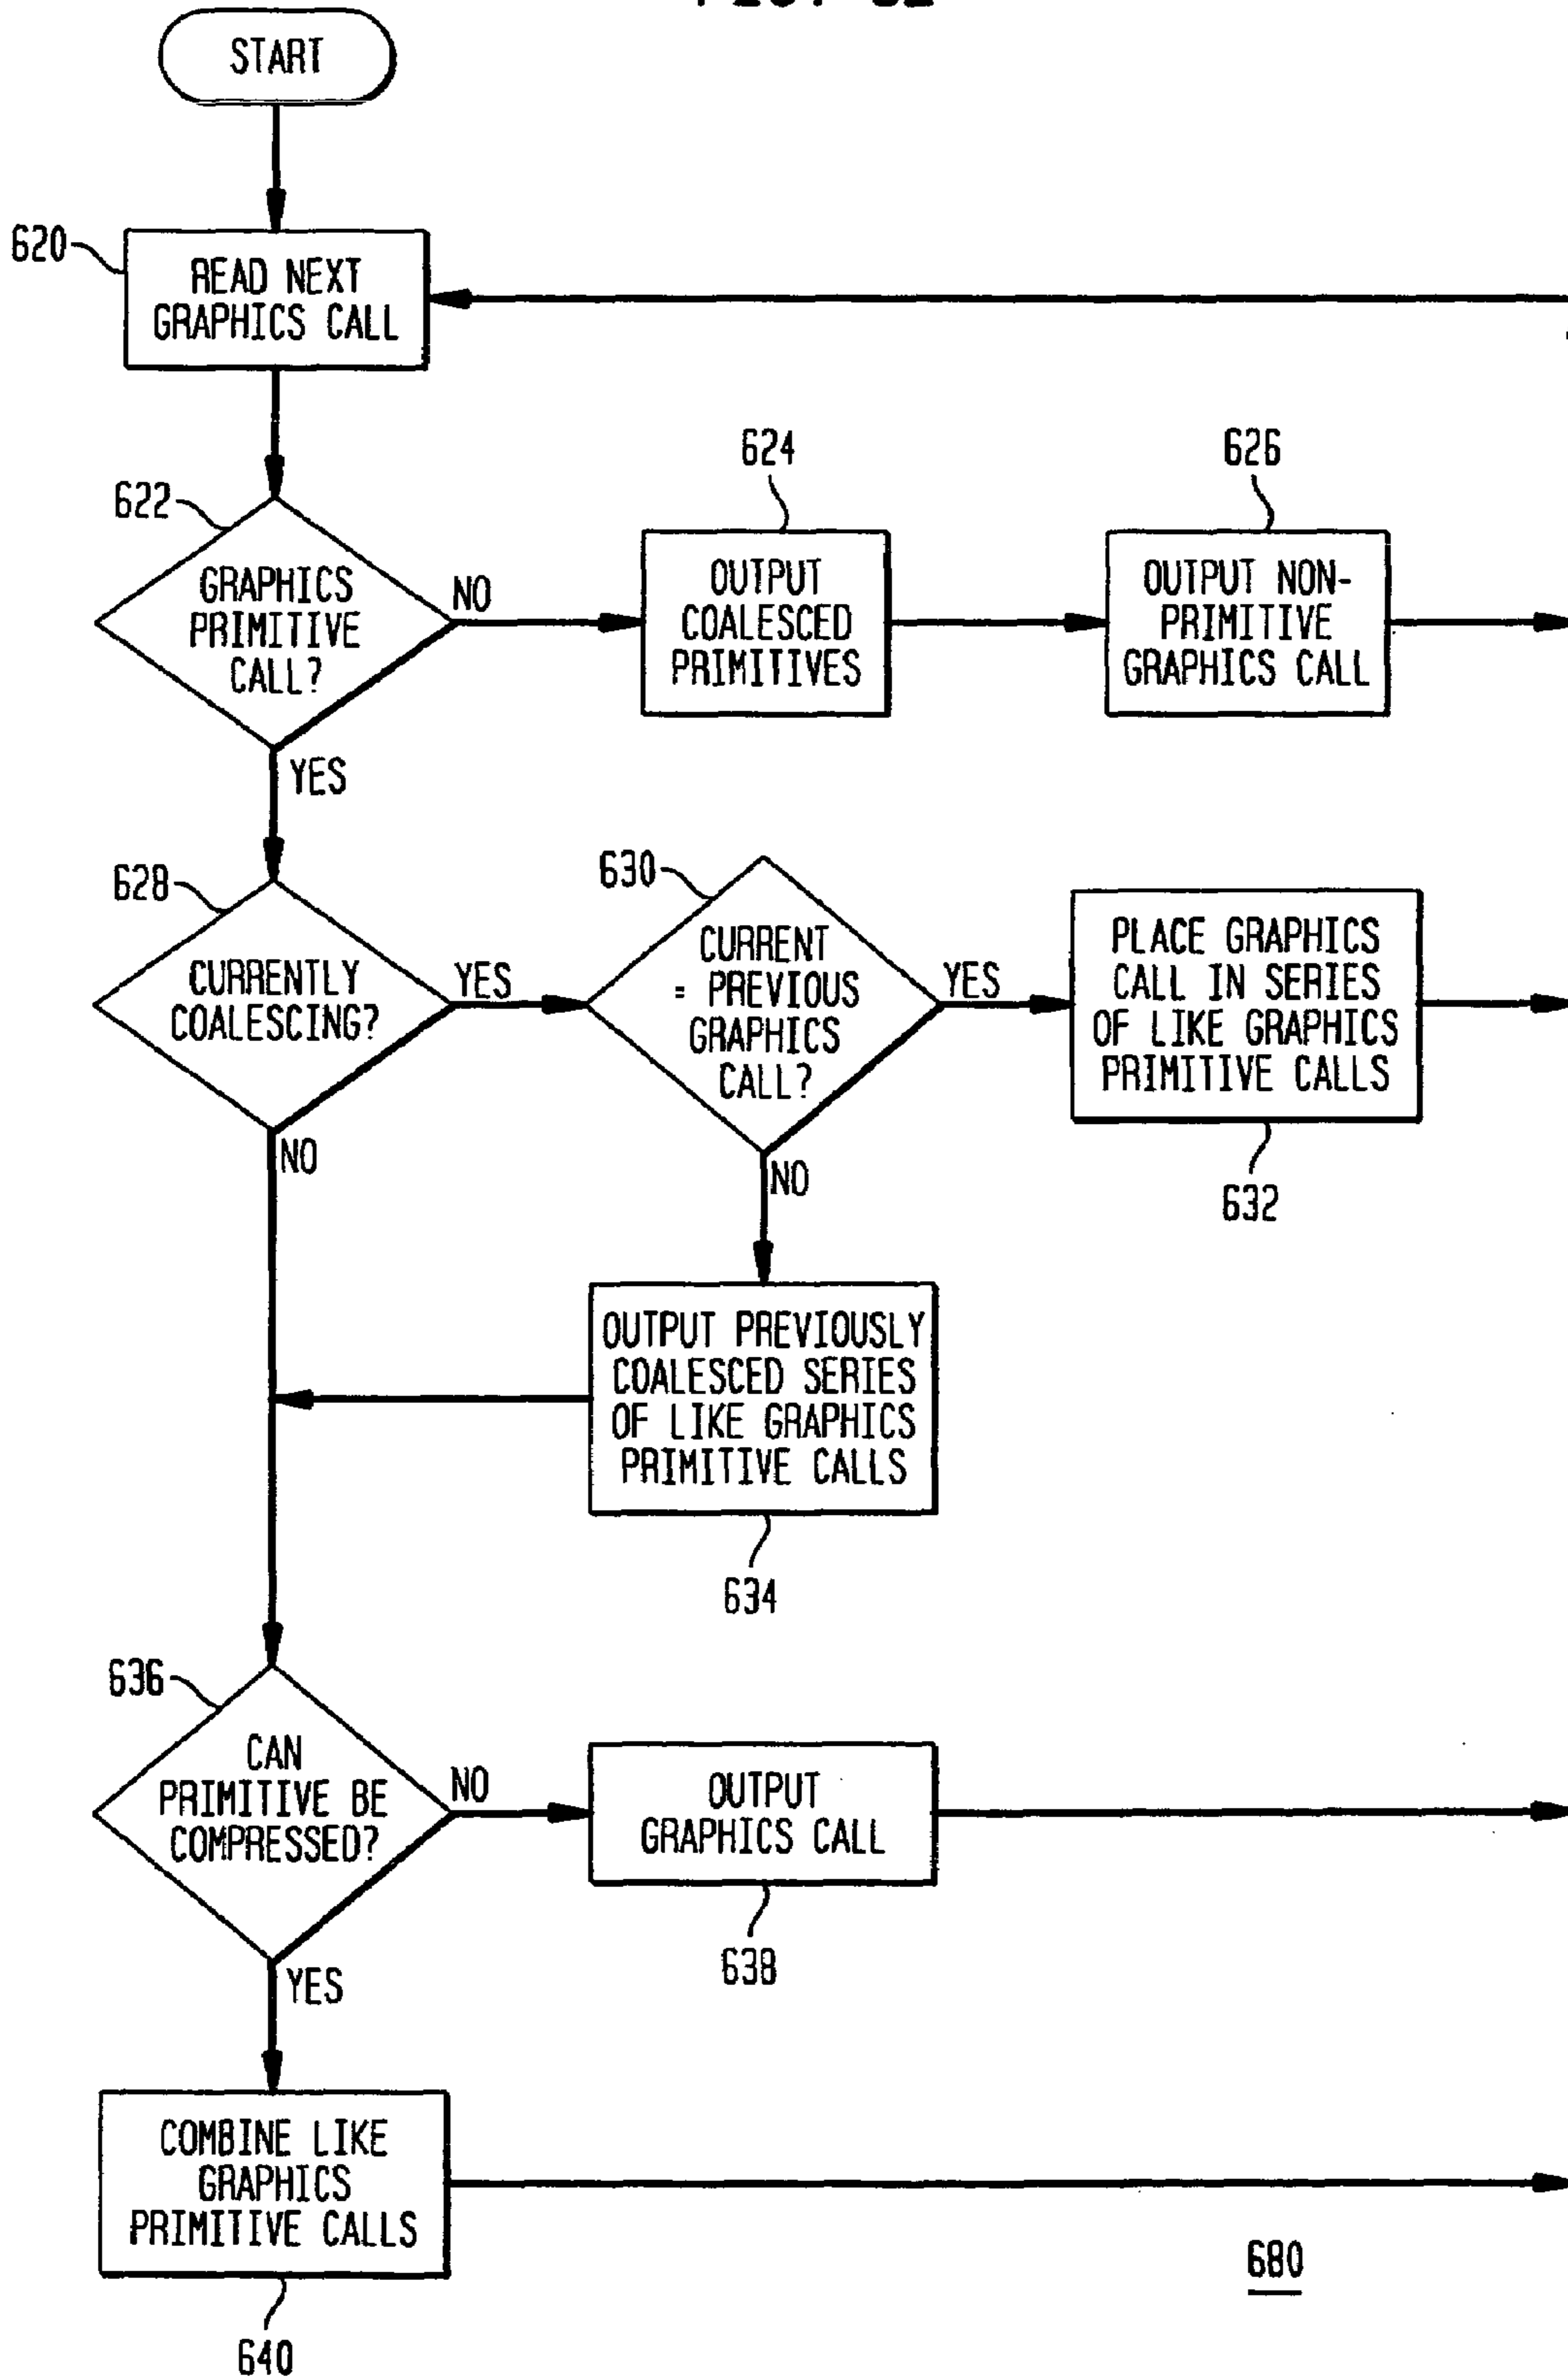 START
620
READ NEXT
GRAPHICS CALL
622
GRAPHICS
PRIMITIVE
CALL?
NO
YES
624
OUTPUT
COALESCED
PRIMITIVES
626
OUTPUT NON-
PRIMITIVE
GRAPHICS CALL
628
CURRENTLY
COALESCING?
YES
NO
630
CURRENT
= PREVIOUS
GRAPHICS
CALL?
YES
NO
PLACE GRAPHICS
CALL IN SERIES
OF LIKE GRAPHICS
PRIMITIVE CALLS
632
OUTPUT PREVIOUSLY
COALESCED SERIES
OF LIKE GRAPHICS
PRIMITIVE CALLS
634
636
CAN
PRIMITIVE BE
COMPRESSED?
NO
YES
OUTPUT
GRAPHICS CALL
638
COMBINE LIKE
GRAPHICS
PRIMITIVE CALLS
640
680